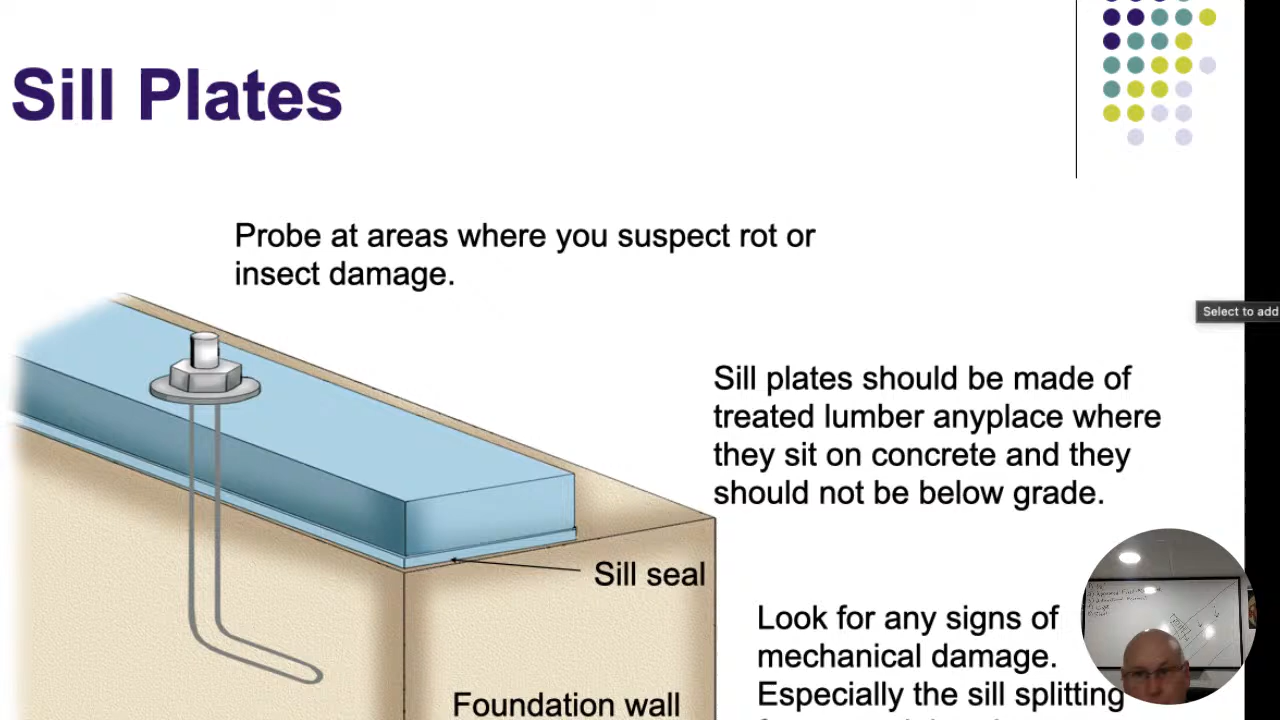 Sill Plates
Probe at areas where you suspect rot or
insect damage.
Select to add
Sill plates should be made of
treated lumber anyplace where
they sit on concrete and they
should not be below grade.
Sill seal
Look for any signs of
mechanical damage.
Especially the sill splitting
Foundation wall